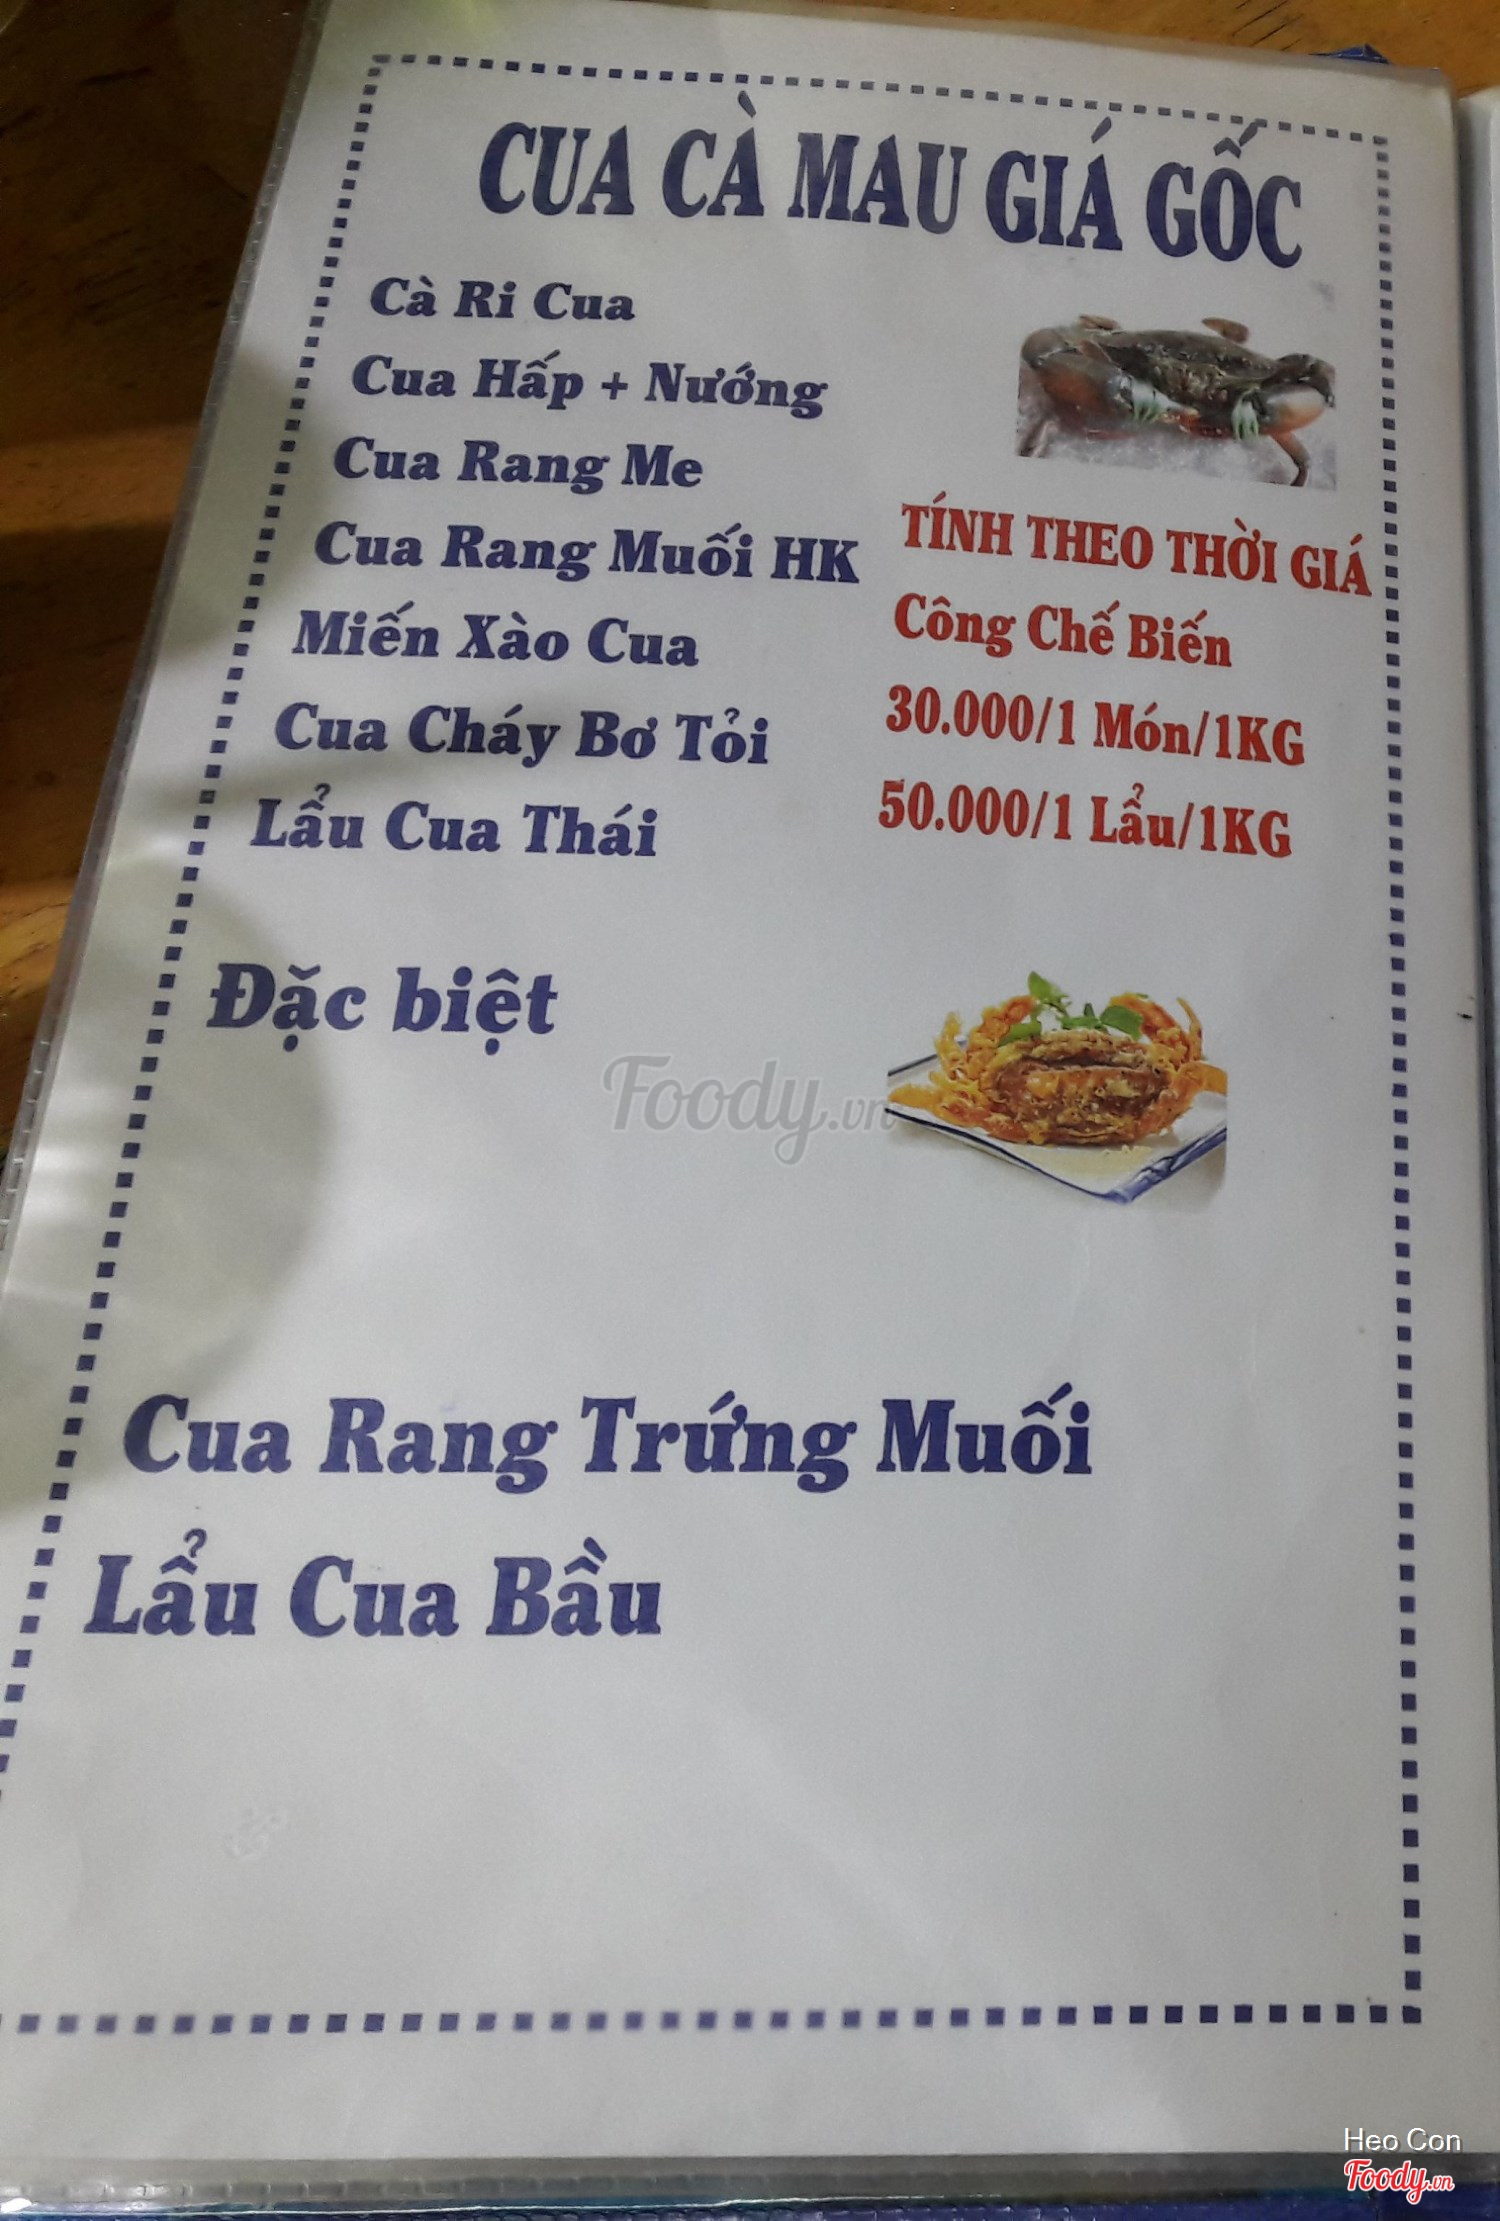 CUA CÀ MAU GIÁ GỐC
Cà Ri Cua
Cua Hấp + Nướng
Cua Rang Me
Cua Rang Muối HK
Miến Xào Cua
Cua Cháy Bơ Tỏi
Lẩu Cua Thái
TÍNH THEO THỜI GIÁ
Công Chế Biến
30.000/1 Món/1KG
50.000/1 Lẩu/1KG
Đặc biệt
Foody.vn
Cua Rang Trứng Muối
Lẩu Cua Bầu
Heo Con
Foody.vn